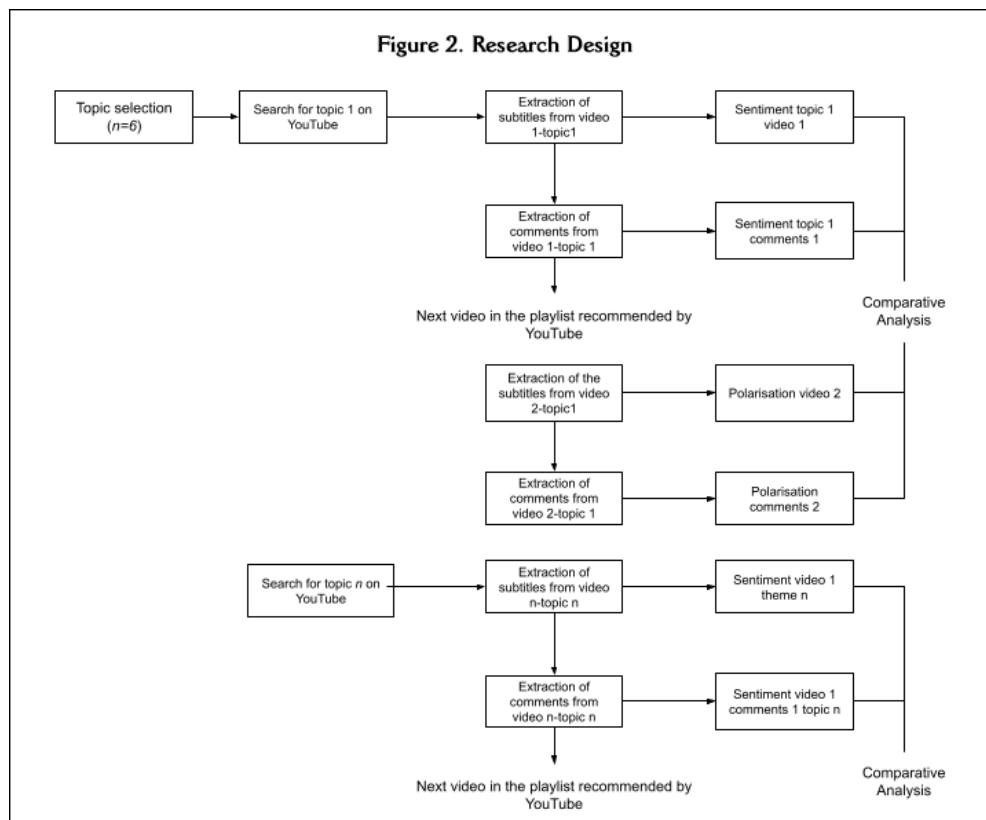 Figure 2. Research Design
Topic selection
(n=6)
Search for topic 1 on
YouTube
Extraction of
subtitles from video
1-topic1
Sentiment topic 1
video 1
Extraction of
comments from
video 1-topic 1
Sentiment topic 1
comments 1
Next video in the playlist recommended by
YouTube
Comparative
Analysis
Extraction of the
subtitles from video
2-topic1
Polarisation video 2
Extraction of
comments from
video 2-topic 1
Polarisation
comments 2
Search for topic n on
YouTube
Extraction of
subtitles from video
n-topic n
Sentiment video 1
theme n
Extraction of
comments from
video n-topic n
Sentiment video 1
comments 1 topic n
Next video in the playlist recommended by
YouTube
Comparative
Analysis